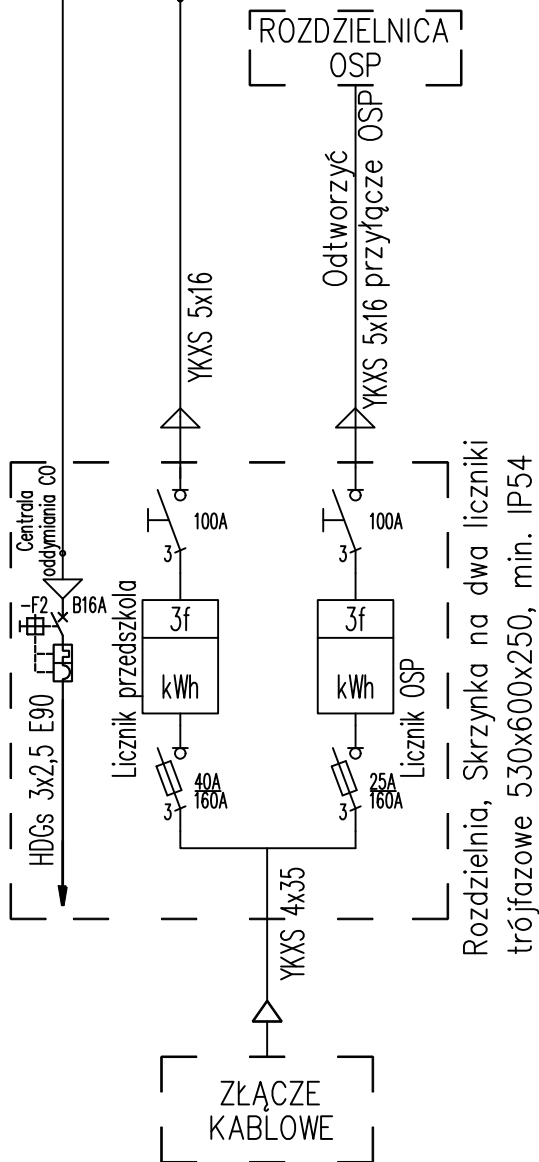 ROZDZIELNICA
OSP
Odtworzyć
YKXS 5x16 przyłącze OSP
YKXS 5x16
Centrala
oddymiania CO
-F2
B16A
HDGs 3x2,5 E90
100A
3
3f
kWh
Licznik przedszkola
40A
160A
3
100A
3
3f
kWh
Licznik OSP
25A
160A
3
YKXS 4x35
Rozdzielnia, Skrzynka na dwa liczniki
trójfazowe 530x600x250, min. IP54
ZŁĄCZE
KABLOWE